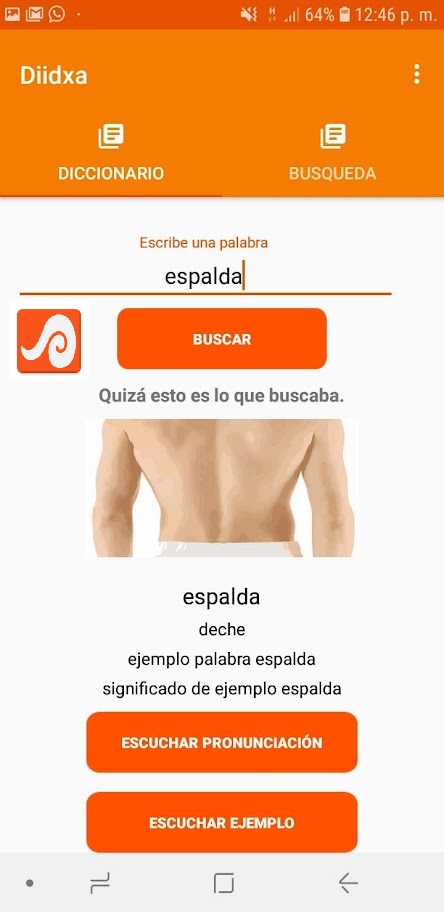 64% 12:46 p. m.
Diidxa
DICCIONARIO
BUSQUEDA
Escribe una palabra
espalda
BUSCAR
Quizá esto es lo que buscaba.
espalda
deche
ejemplo palabra espalda
significado de ejemplo espalda
ESCUCHAR PRONUNCIACIÓN
ESCUCHAR EJEMPLO